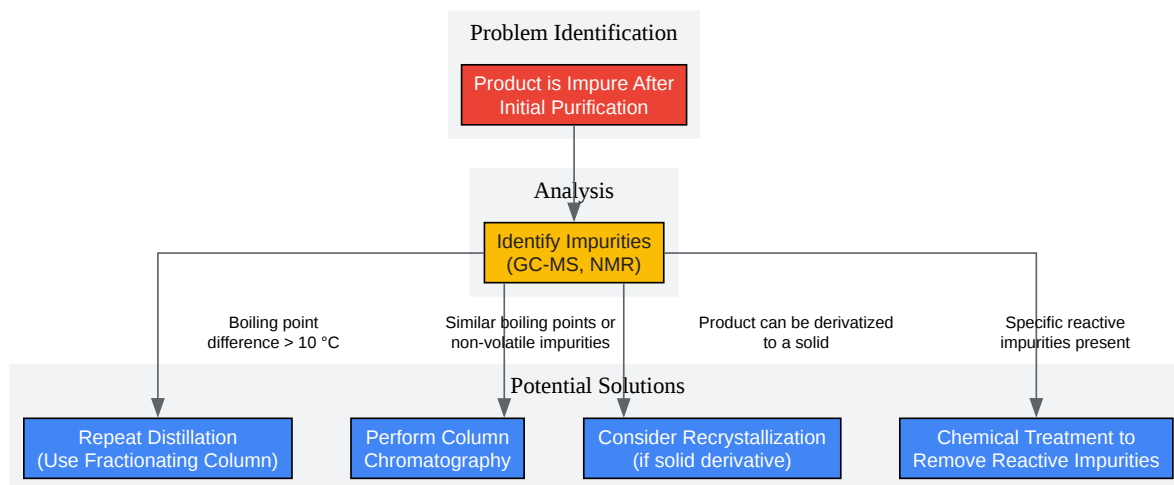 Problem Identification
Product is Impure After
Initial Purification
Analysis
Identify Impurities
(GC-MS, NMR)
Boiling point
difference > 10 °C
Similar boiling points or
non-volatile impurities
Product can be derivatized
to a solid
Specific reactive
impurities present
Potential Solutions
Repeat Distillation
(Use Fractionating Column)
Perform Column
Chromatography
Consider Recrystallization
(if solid derivative)
Chemical Treatment to
Remove Reactive Impurities